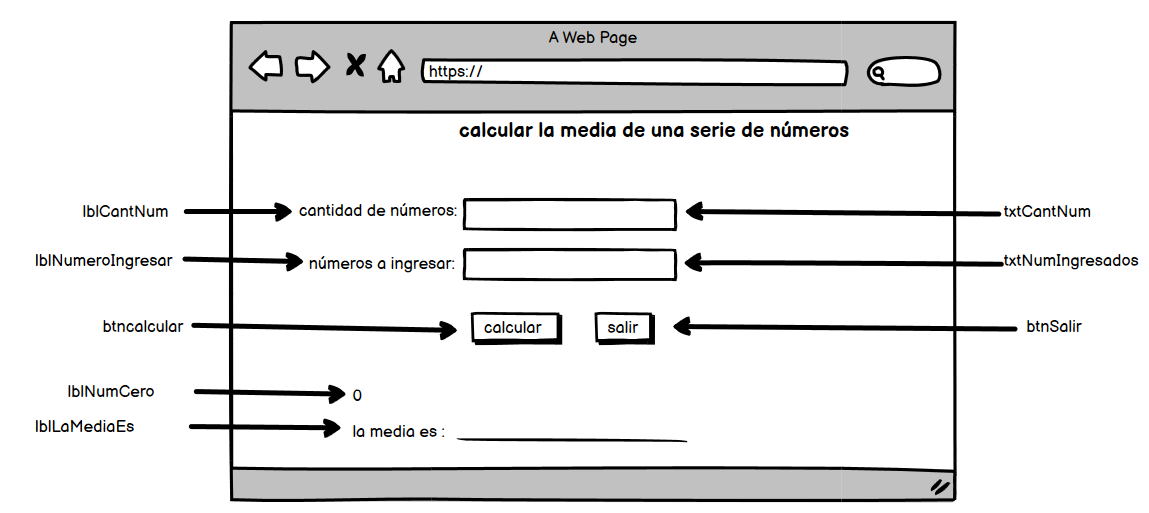 A Web Page
https://
calcular la media de una serie de números
lblCantNum
cantidad de números:
txtCantNum
lblNumeroIngresar
números a ingresar:
txtNumIngresados
btncalcular
calcular
salir
btnSalir
lblNumCero
0
lblLaMediaEs
la media es :